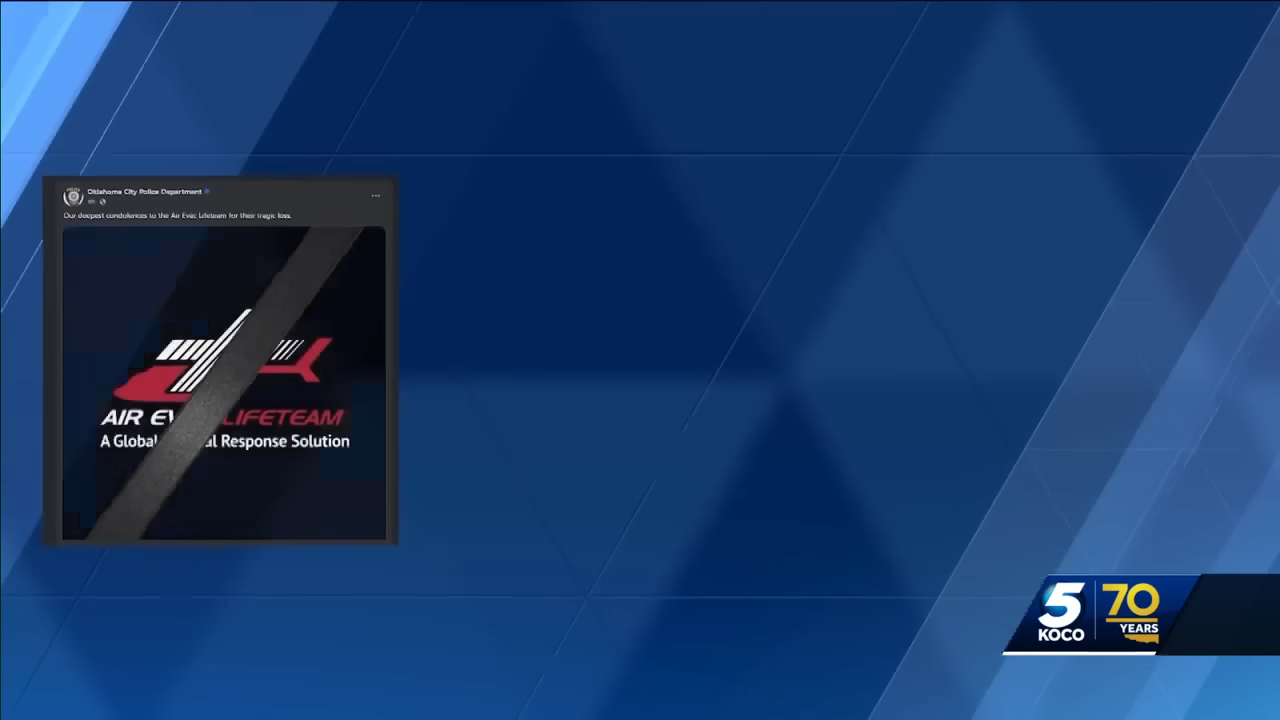 Oklahoma City Police Department
Our deepest condolences to the Air Evac Lifeteam for their tragic loss.
AIR EV LIFETEAM
A Global al Response Solution
5 70
KOCO YEARS